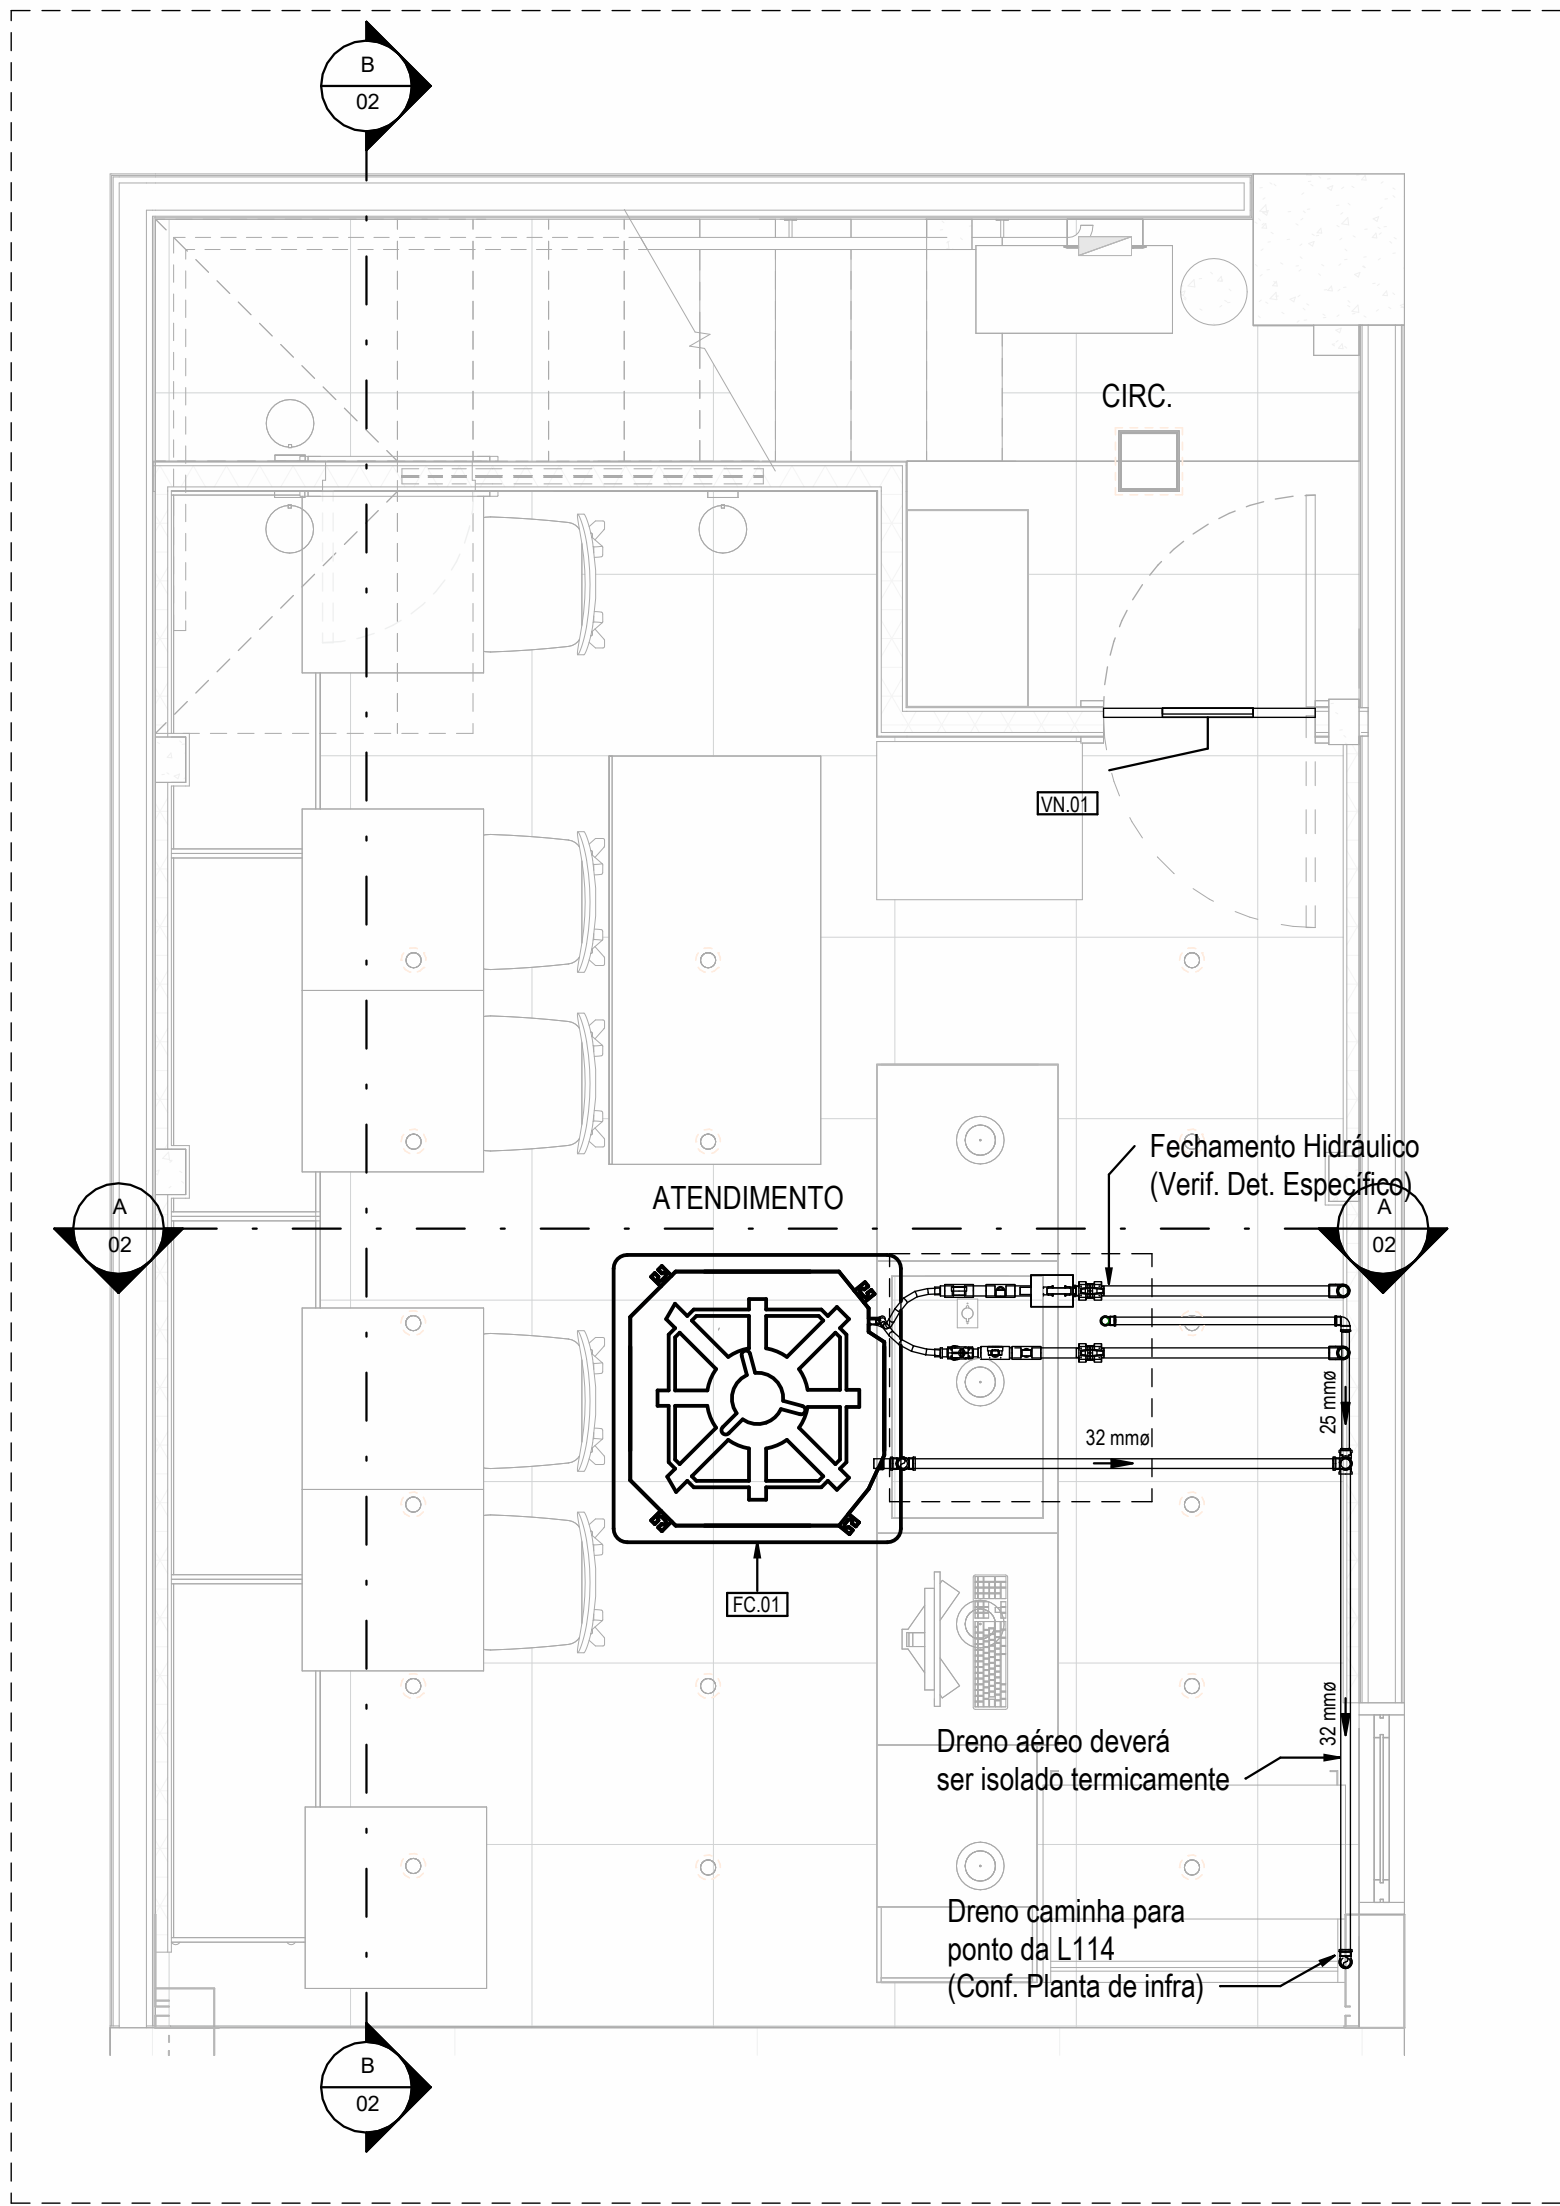 B
02
CIRC.
VN.01
Fechamento Hidráulico
(Verif. Det. Específico)
ATENDIMENTO
A
02
A
02
25 mmø
32 mmø
FC.01
32 mmø
Dreno aéreo deverá
ser isolado termicamente
Dreno caminha para
ponto da L114
(Conf. Planta de infra)
B
02